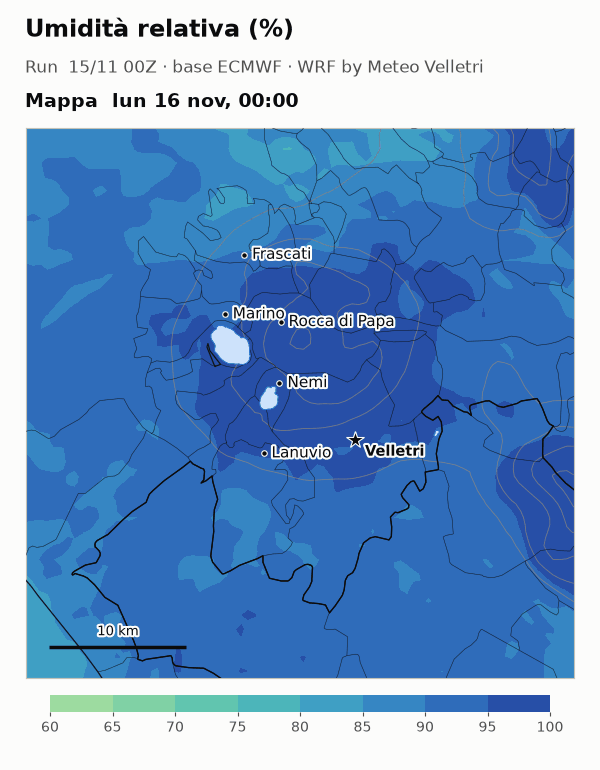 Umidità relativa (%)
Run  15/11 00Z · base ECMWF · WRF by Meteo Velletri
Mappa  lun 16 nov, 00:00
Frascati
Marino
Rocca di Papa
Nemi
Velletri
Lanuvio
10 km
60 65 70 75 80 85 90 95 100